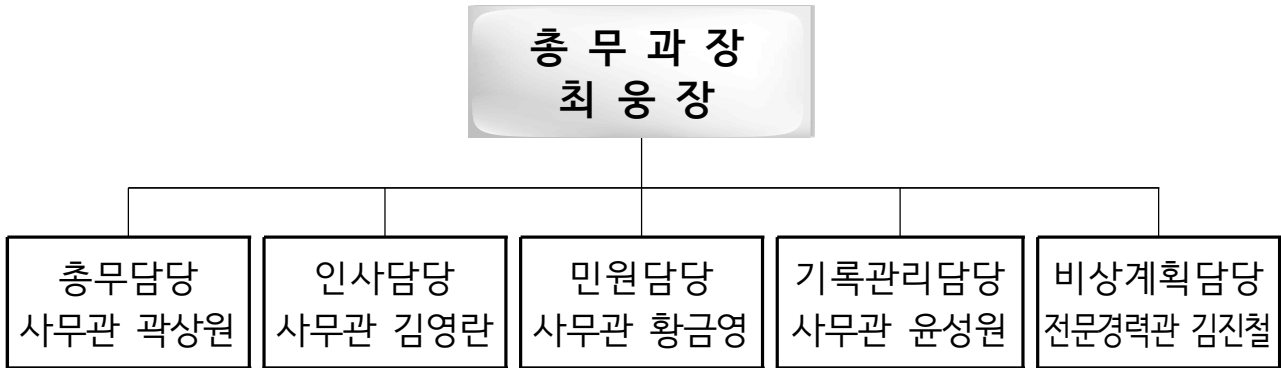 총 무 과 장
최 웅 장
총무담당
사무관 곽상원
인사담당
사무관 김영란
민원담당
사무관 황금영
기록관리담당
사무관 윤성원
비상계획담당
전문경력관 김진철